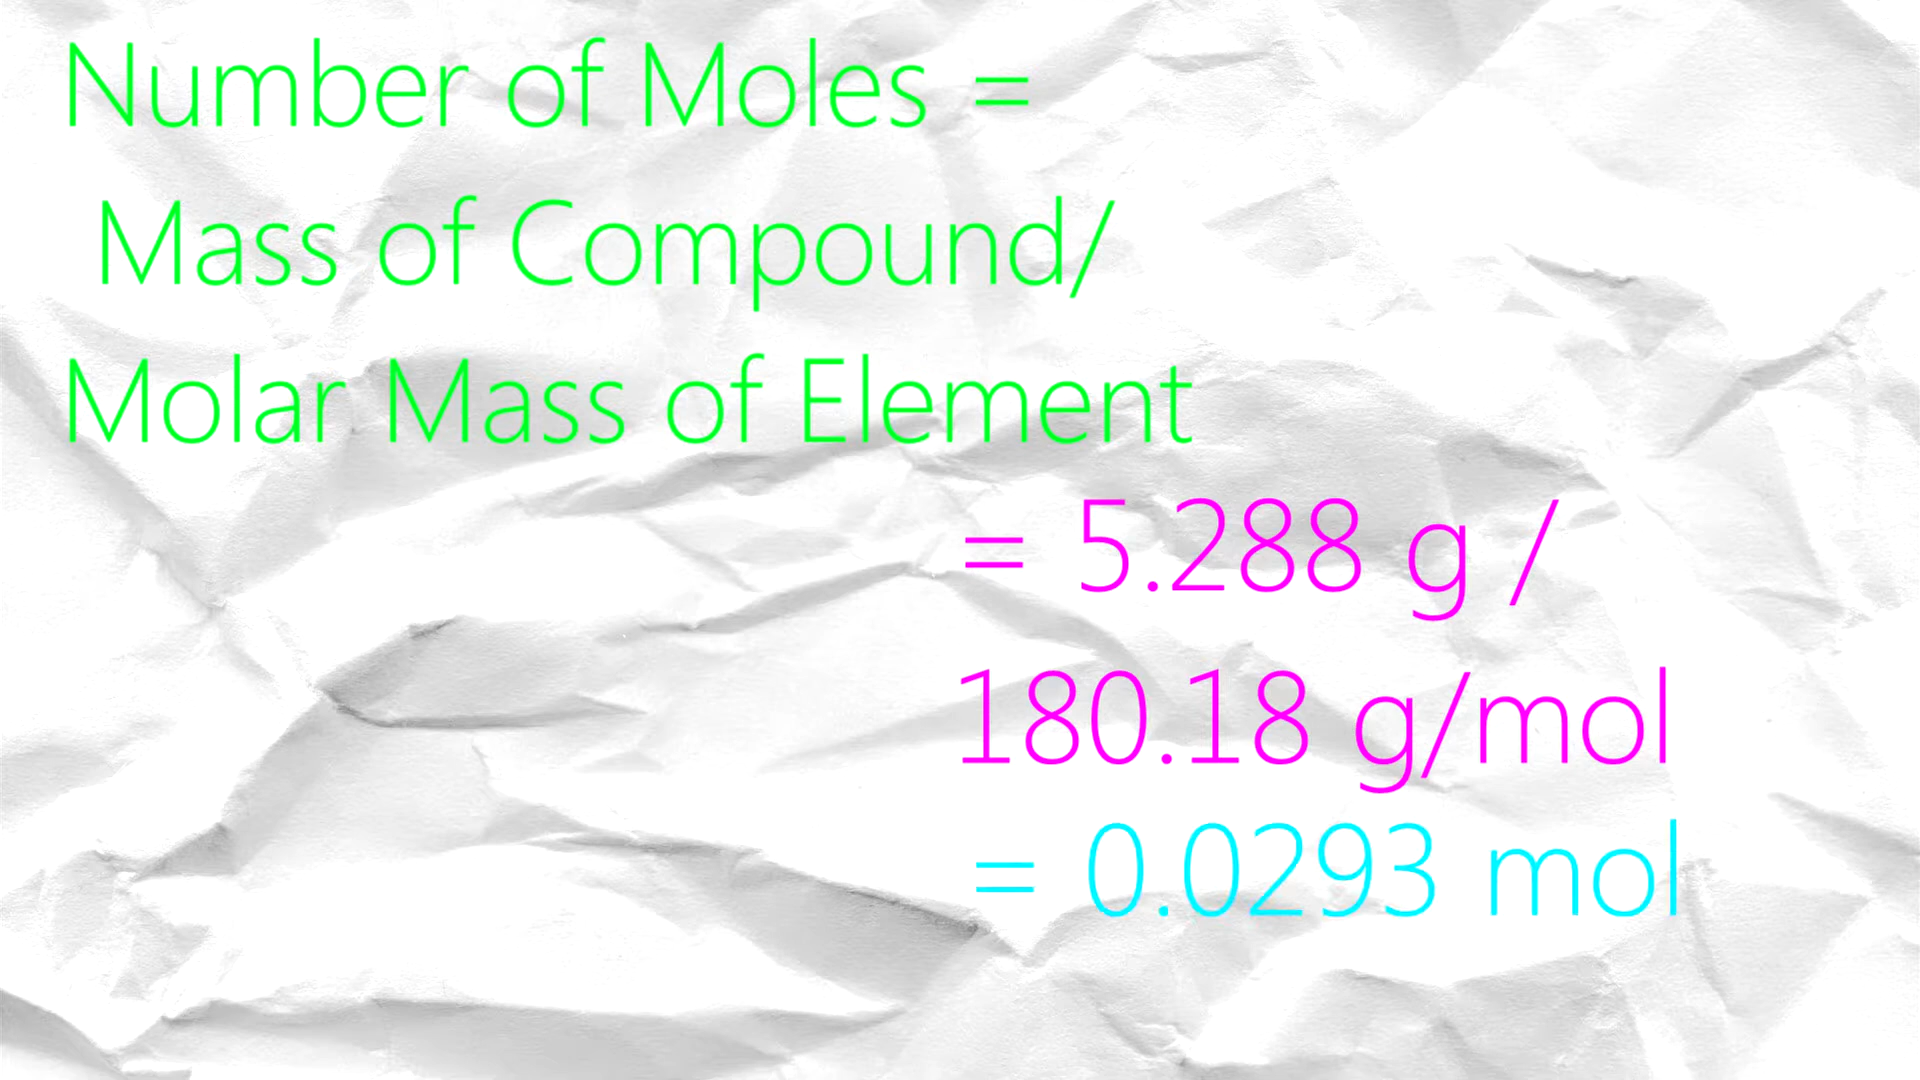 Number of Moles =
Mass of Compound/
Molar Mass of Element
= 5.288 g /
180.18 g/mol
= 0.0293 mol